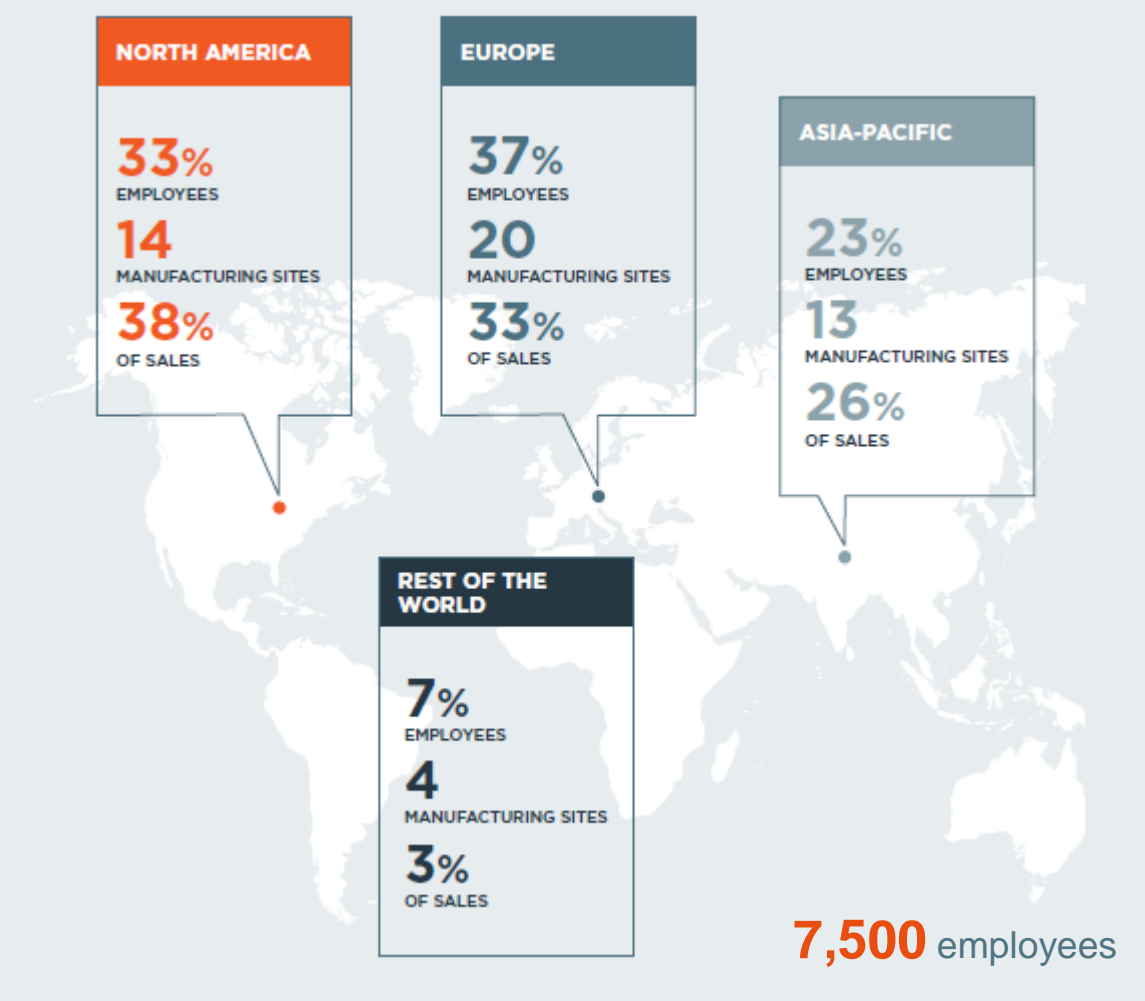 NORTH AMERICA
33%
EMPLOYEES
14
MANUFACTURING SITES
38%
OF SALES
EUROPE
37%
EMPLOYEES
20
MANUFACTURING SITES
33%
OF SALES
ASIA-PACIFIC
23%
EMPLOYEES
13
MANUFACTURING SITES
26%
OF SALES
REST OF THE
WORLD
7%
EMPLOYEES
4
MANUFACTURING SITES
3%
OF SALES
7,500 employees